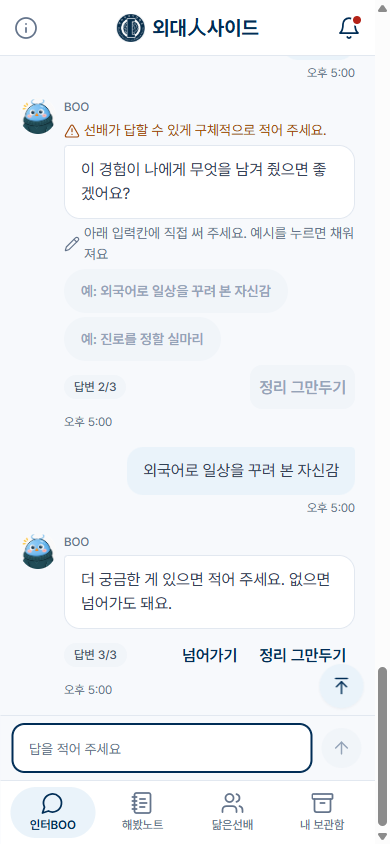 외대人사이드
오후 5:00
BOO
선배가 답할 수 있게 구체적으로 적어 주세요.
이 경험이 나에게 무엇을 남겨 줬으면 좋
겠어요?
아래 입력칸에 직접 써 주세요. 예시를 누르면 채워
져요
예: 외국어로 일상을 꾸려 본 자신감
예: 진로를 정할 실마리
답변 2/3
정리 그만두기
오후 5:00
외국어로 일상을 꾸려 본 자신감
오후 5:00
BOO
더 궁금한 게 있으면 적어 주세요. 없으면
넘어가도 돼요.
답변 3/3
넘어가기
정리 그만두기
오후 5:00
답을 적어 주세요
인터BOO
해봤노트
닮은선배
내 보관함